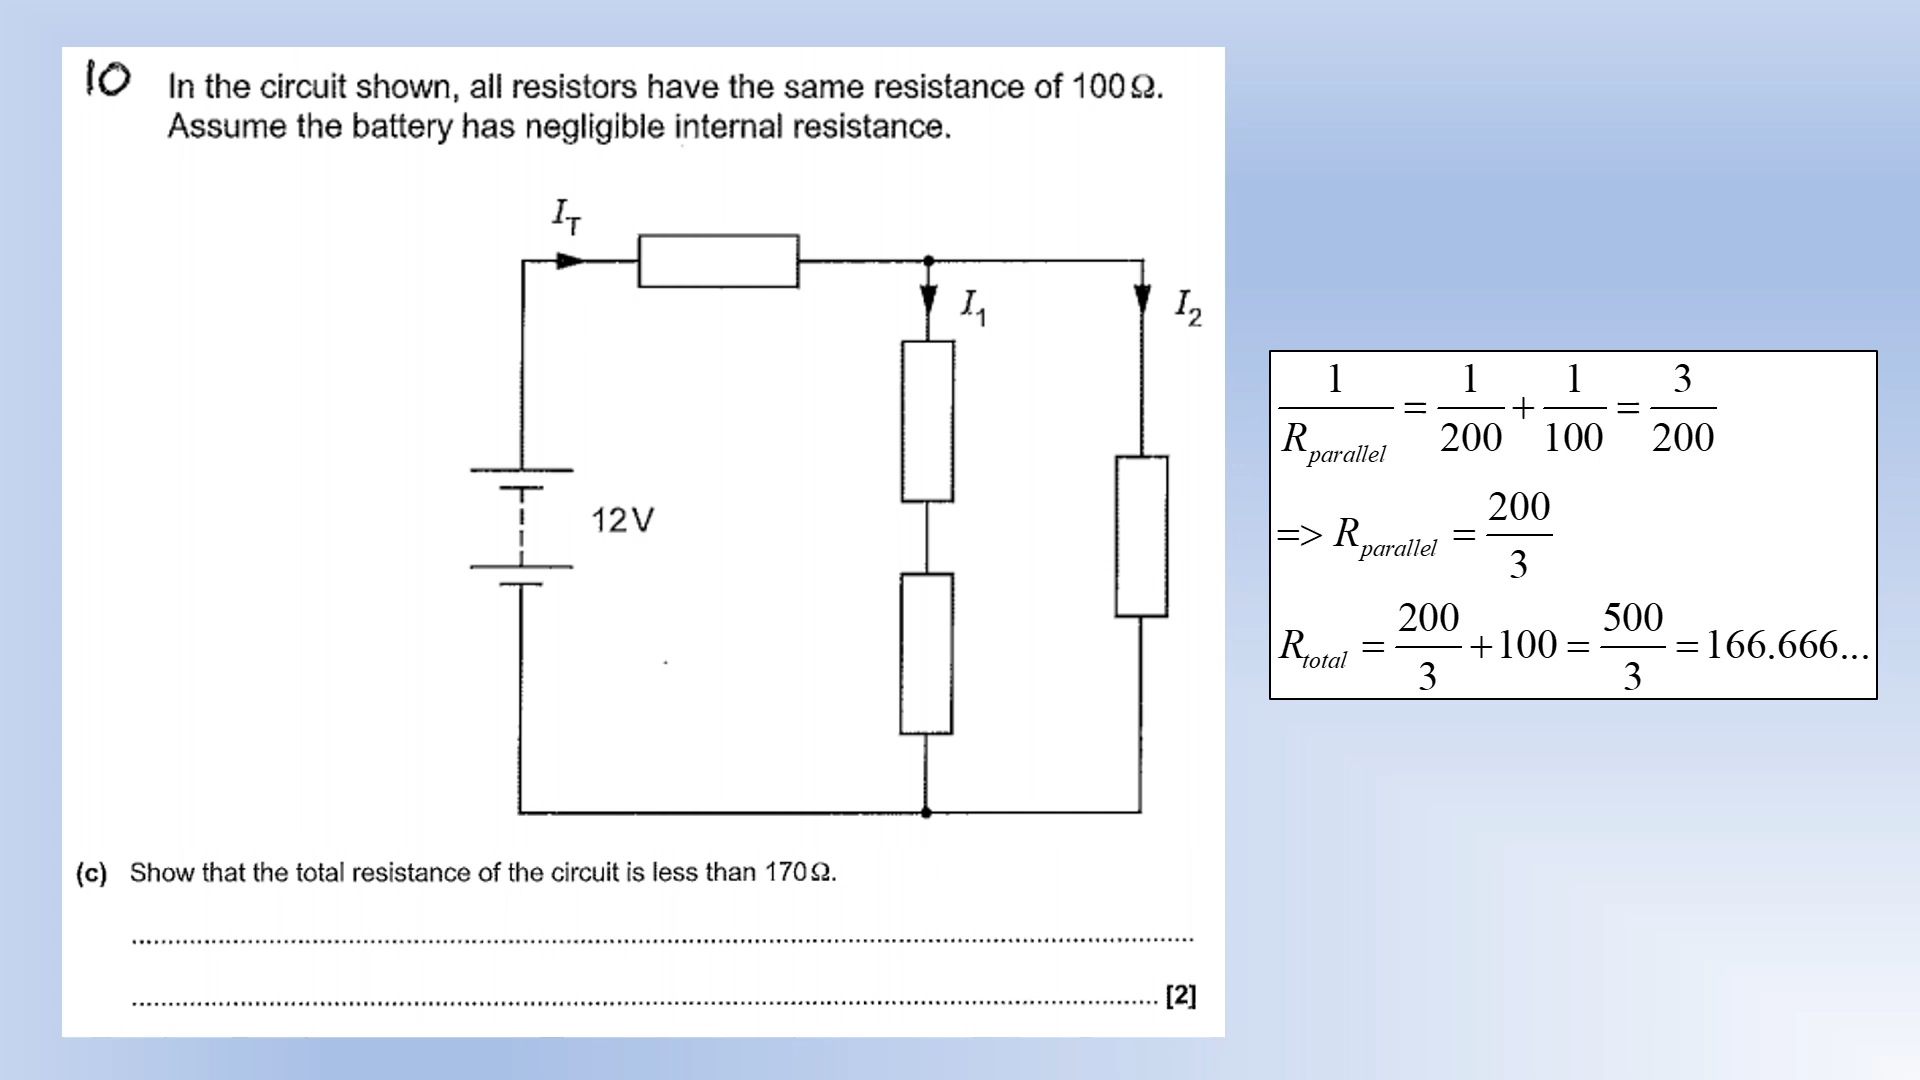 10
In the circuit shown, all resistors have the same resistance of 100Ω.
Assume the battery has negligible internal resistance.
I_T
I_1
I_2
12V
1/R_parallel = 1/200 + 1/100 = 3/200
=> R_parallel = 200/3
R_total = 200/3 + 100 = 500/3 = 166.666...
(c) Show that the total resistance of the circuit is less than 170Ω.
[2]